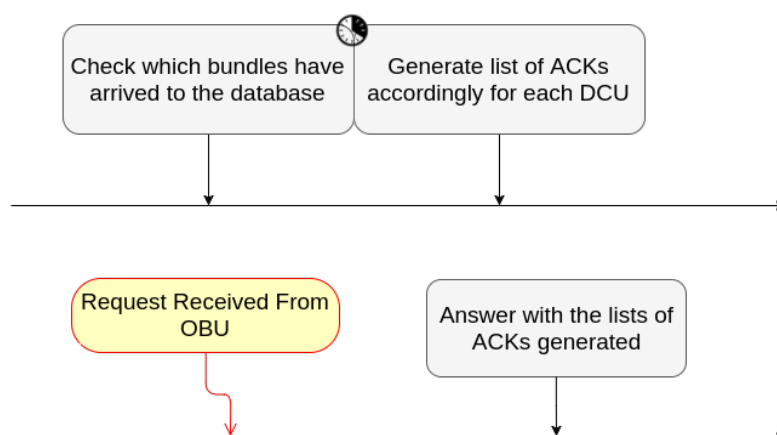 Check which bundles have
arrived to the database
Generate list of ACKs
accordingly for each DCU
Request Received From
OBU
Answer with the lists of
ACKs generated